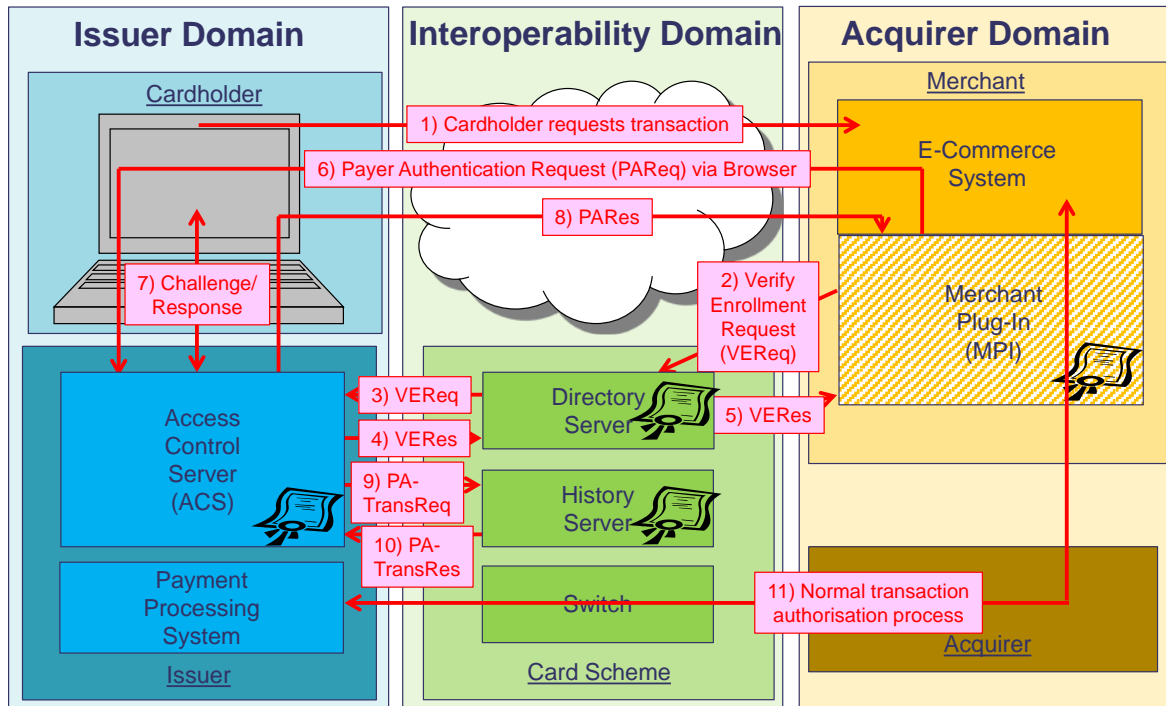 Issuer Domain
Interoperability Domain
Acquirer Domain
Cardholder
Merchant
1) Cardholder requests transaction
E-Commerce
System
6) Payer Authentication Request (PAReq) via Browser
8) PARes
7) Challenge/
Response
2) Verify
Enrollment
Request
(VEReq)
Merchant
Plug-In
(MPI)
Access
Control
Server
(ACS)
3) VEReq
4) VERes
Directory
Server
5) VERes
9) PA-
TransReq
10) PA-
TransRes
History
Server
Payment
Processing
System
Switch
11) Normal transaction
authorisation process
Issuer
Card Scheme
Acquirer